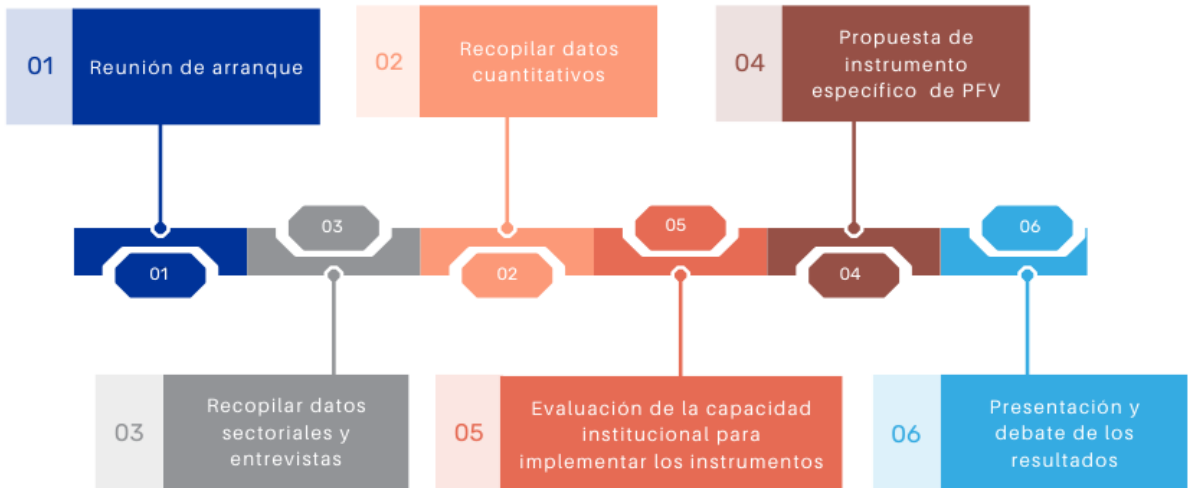 01
Reunión de arranque
02
Recopilar datos
cuantitativos
04
Propuesta de
instrumento
específico de PFV
03
05
06
01
02
04
03
Recopilar datos
sectoriales y
entrevistas
05
Evaluación de la capacidad
institucional para
implementar los instrumentos
06
Presentación y
debate de los
resultados